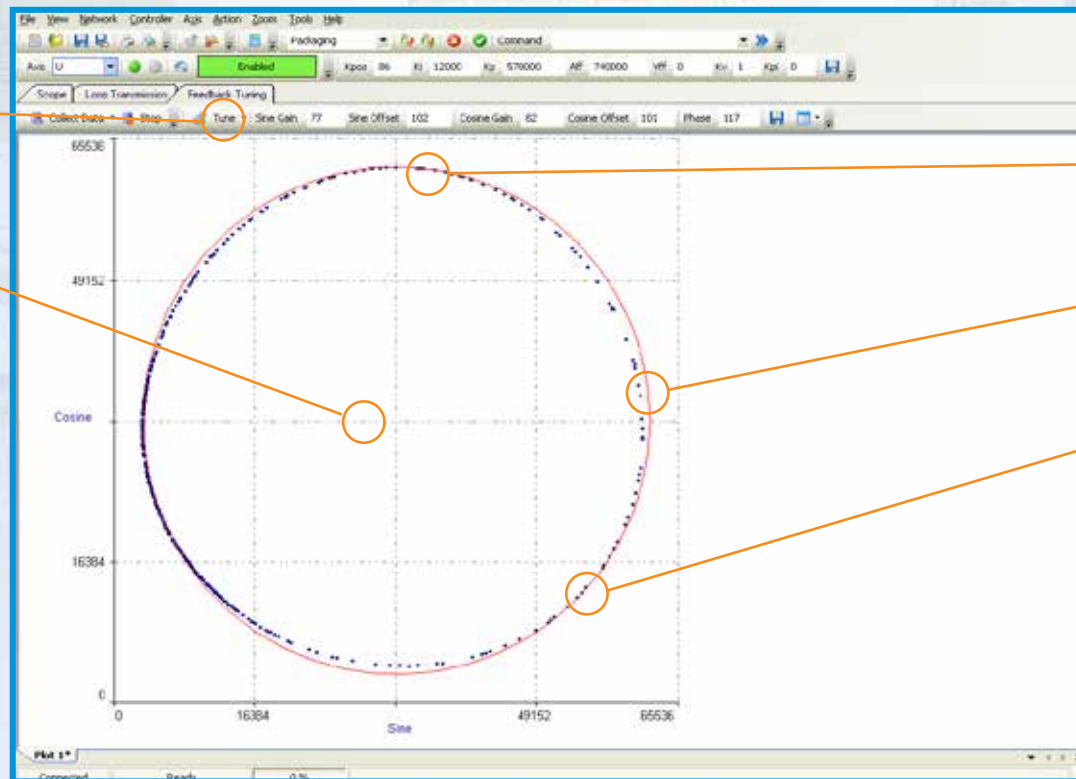 File View Network Controller Axis Action Zoom Tools Help
Packaging Command
Axis U Enabled Kpos 86 Ki 12000 Kp 578000 Aff 740000 Vff 0 Kv 1 Kpi 0
Scope Loop Transmission Feedback Tuning
Collect Data Stop Tune Sine Gain 77 Sine Offset 102 Cosine Gain 62 Cosine Offset 101 Phase 117
65536
49152
Cosine
16384
0
0 16384 49152 65536
Sine
Plot 1*
Connected Ready 0 %